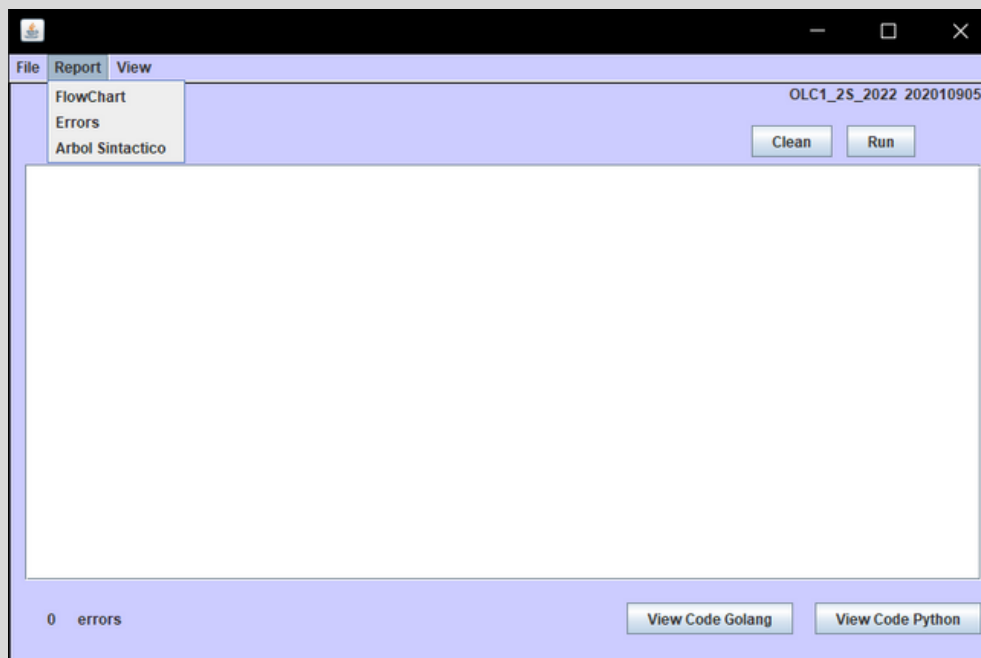 File Report View
FlowChart
Errors
Arbol Sintactico
OLC1_2S_2022 202010905
Clean Run
0 errors
View Code Golang View Code Python